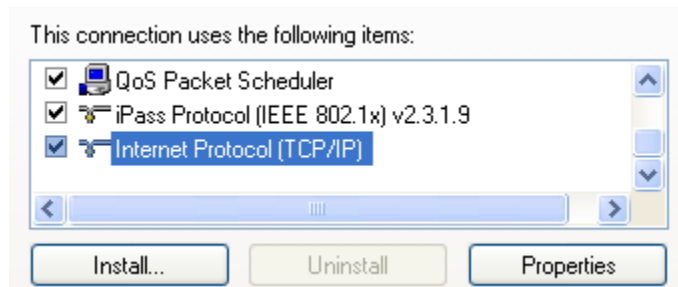 This connection uses the following items:
QoS Packet Scheduler
iPass Protocol (IEEE 802.1x) v2.3.1.9
Internet Protocol (TCP/IP)
Install... Uninstall Properties